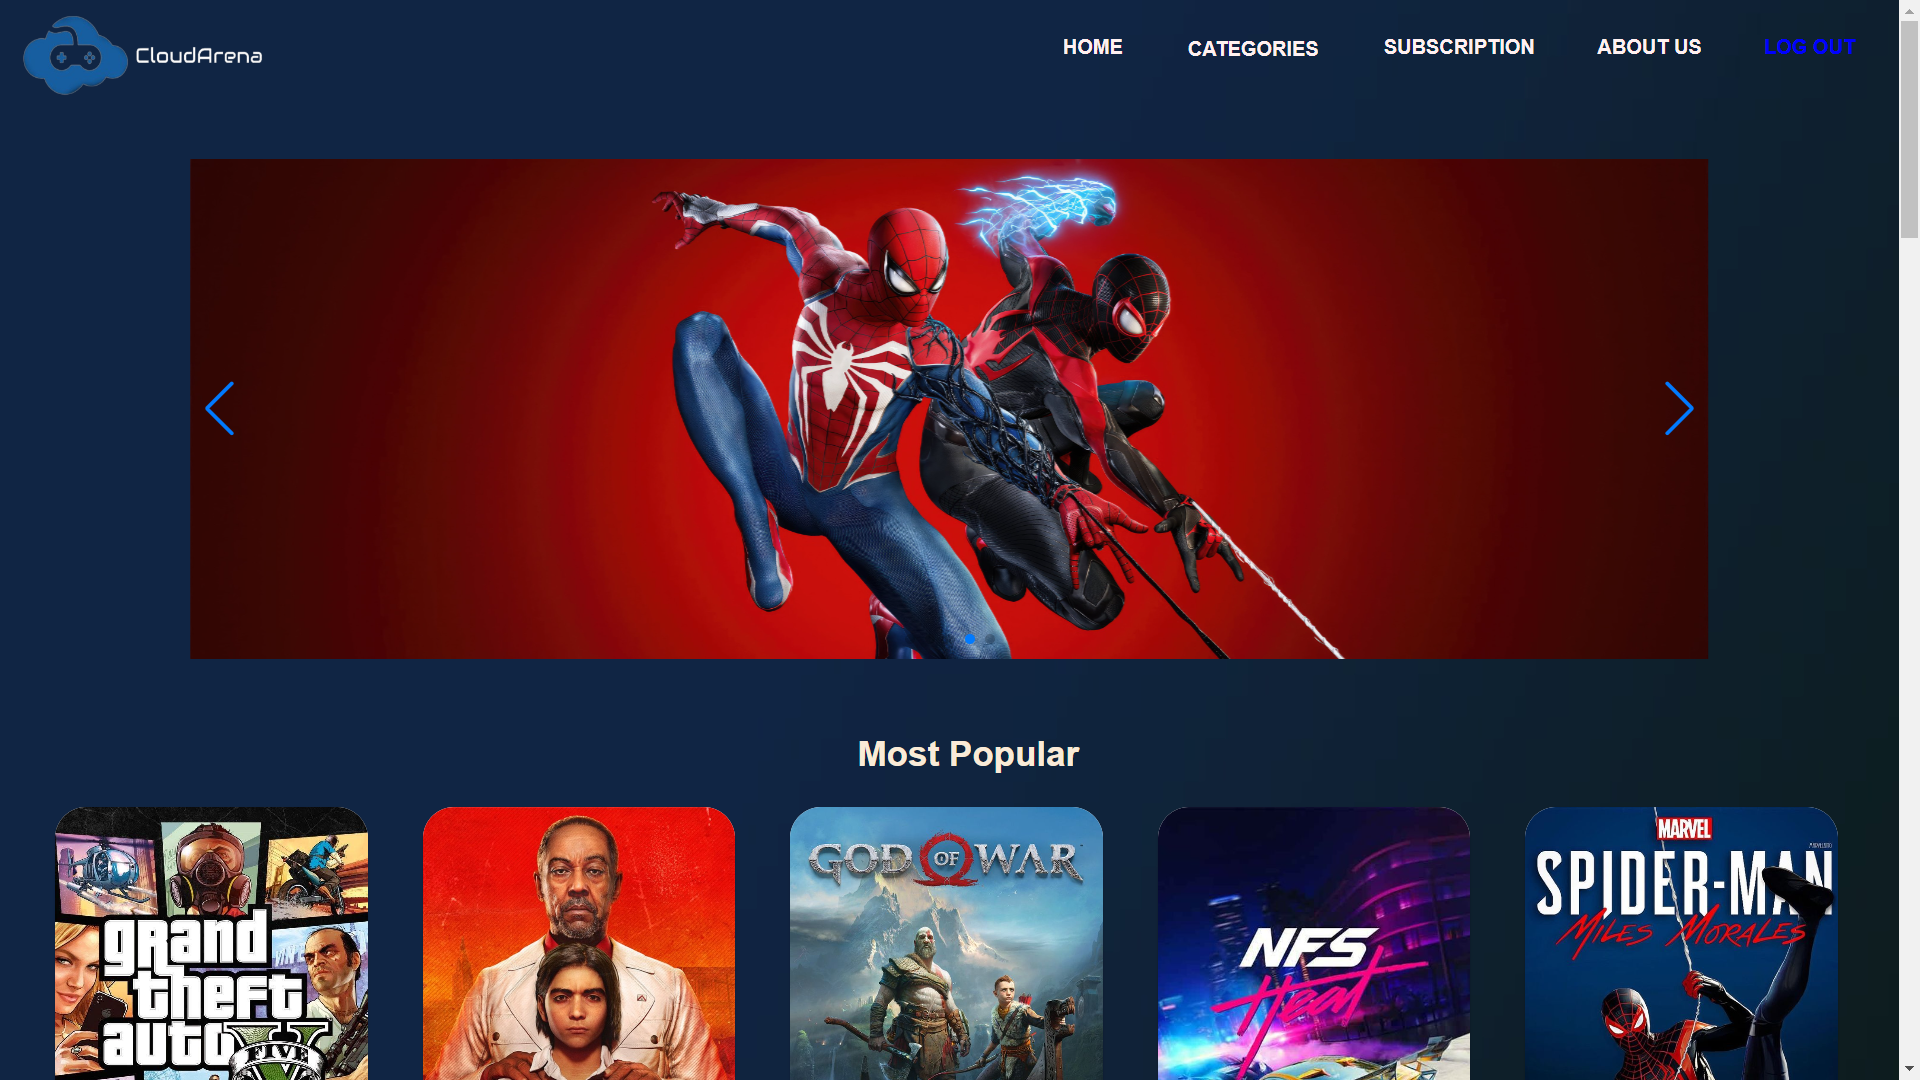 CloudArena
HOME
CATEGORIES
SUBSCRIPTION
ABOUT US
LOG OUT
Most Popular
grand
theft
auto
FIVE
GOD OF WAR
NFS
Heat
MARVEL
SPIDER-MAN
MILES MORALES